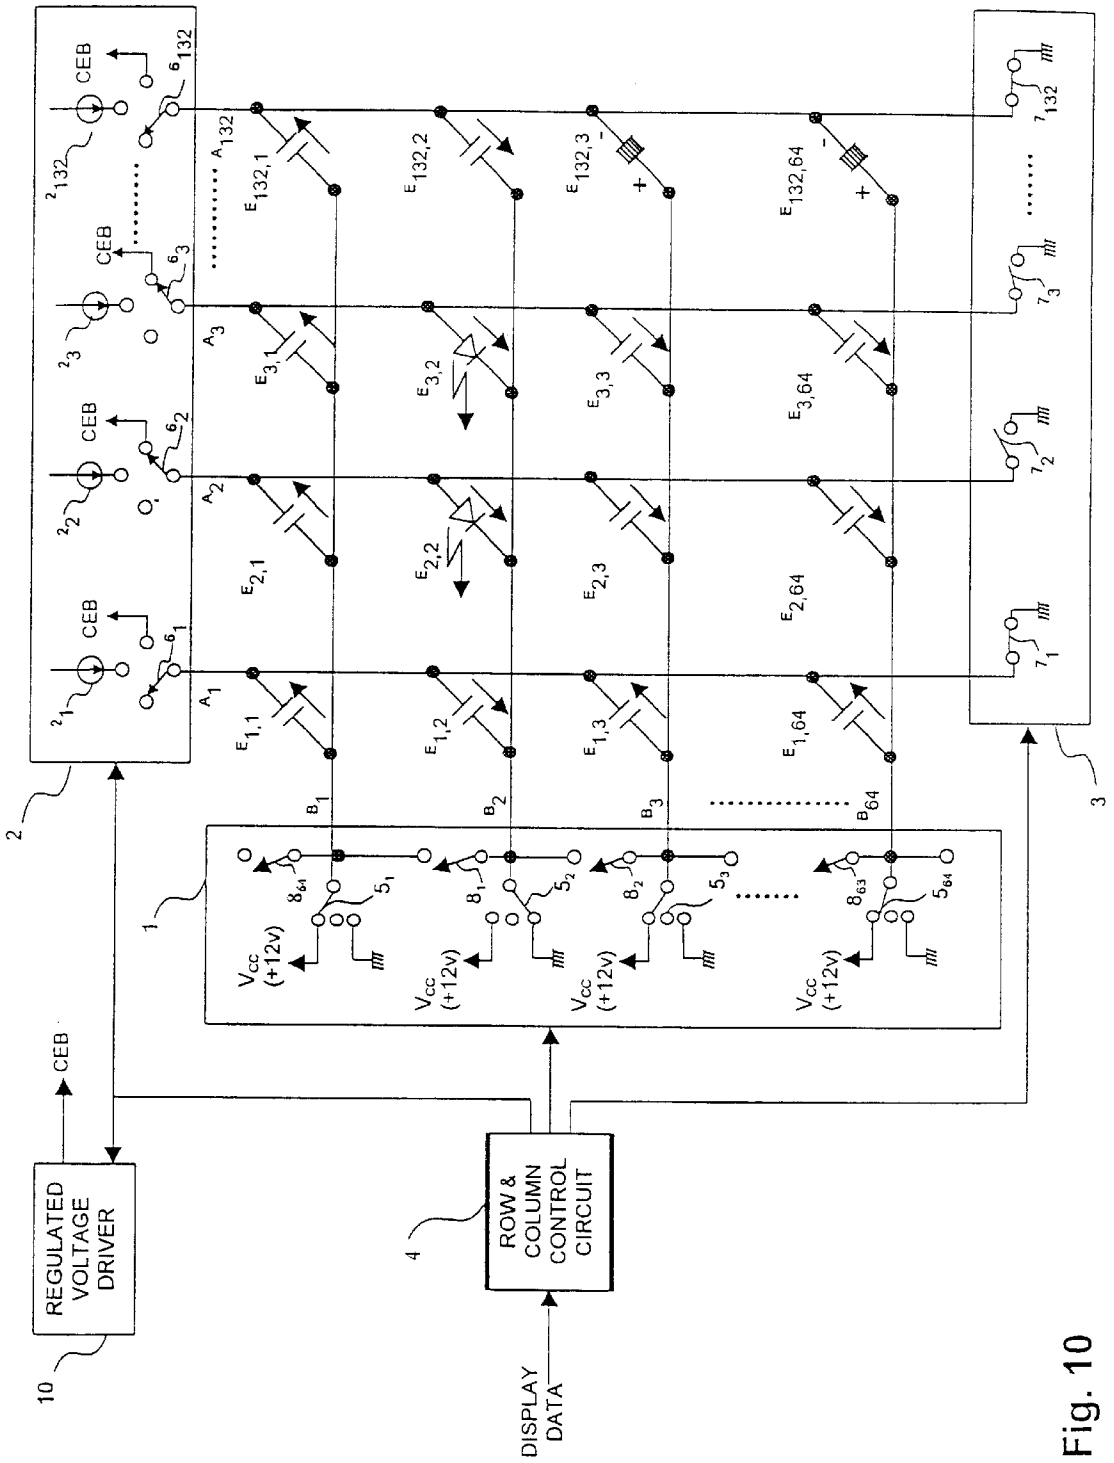 2₁₃₂
CEB
6₁₃₂
2₃
CEB
6₃
2₂
CEB
6₂
2₁
CEB
6₁
2
A₁
A₂
A₃
A₁₃₂
E₁,₁
E₂,₁
E₃,₁
E₁₃₂,₁
B₁
E₁,₂
E₂,₂
E₃,₂
E₁₃₂,₂
B₂
E₁,₃
E₂,₃
E₃,₃
E₁₃₂,₃
- +
B₃
E₁,₆₄
E₂,₆₄
E₃,₆₄
E₁₃₂,₆₄
- +
B₆₄
7₁
7₂
7₃
7₁₃₂
3
1
8₆₄
5₁
Vcc
(+12v)
8₁
5₂
Vcc
(+12v)
8₂
5₃
Vcc
(+12v)
8₆₃
5₆₄
Vcc
(+12v)
CEB
REGULATED
VOLTAGE
DRIVER
10
4
ROW &
COLUMN
CONTROL
CIRCUIT
DISPLAY
DATA
Fig. 10